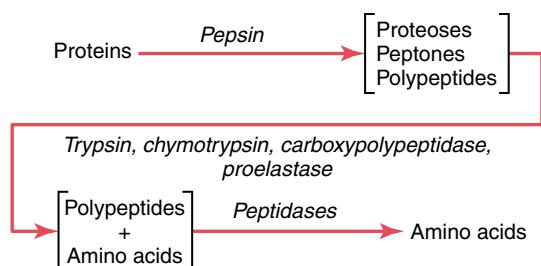 Proteins
Pepsin
Proteoses
Peptones
Polypeptides
Trypsin, chymotrypsin, carboxypolypeptidase,
proelastase
Polypeptides
+
Amino acids
Peptidases
Amino acids